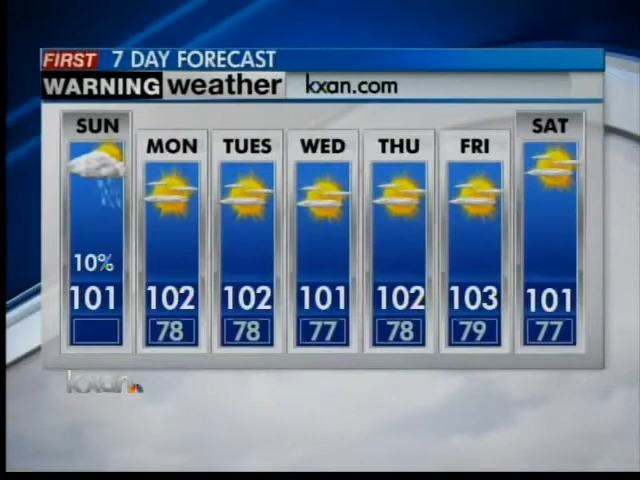 FIRST 7 DAY FORECAST
WARNING weather kxan.com
SUN MON TUES WED THU FRI SAT
10%
101 102 102 101 102 103 101
78 78 77 78 79 77
kxan